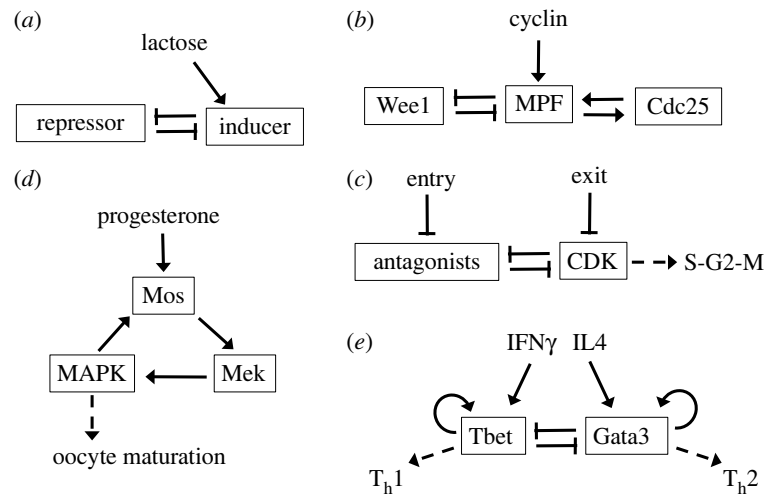 (a)
lactose
repressor
inducer
(b)
cyclin
Wee1
MPF
Cdc25
(d)
progesterone
Mos
MAPK
Mek
oocyte maturation
(c)
entry
exit
antagonists
CDK
S-G2-M
(e)
IFNγ IL4
Tbet
Gata3
Th1
Th2